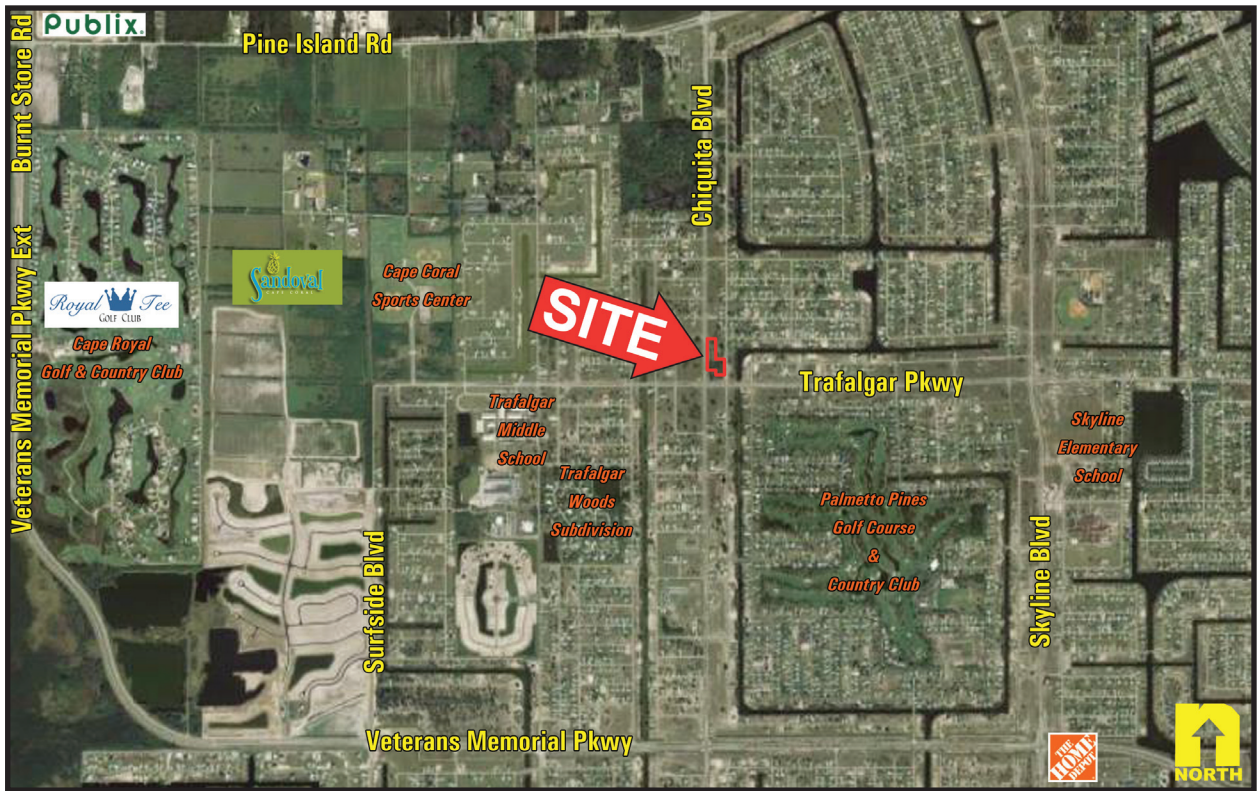 Publix.
Pine Island Rd
Burnt Store Rd
Chiquita Blvd
Veterans Memorial Pkwy Ext
Sandoval
CAPE CORAL
Cape Coral
Sports Center
Royal Tee
GOLF CLUB
Cape Royal
Golf & Country Club
SITE
Trafalgar Pkwy
Trafalgar
Middle
School
Trafalgar
Woods
Subdivision
Skyline
Elementary
School
Palmetto Pines
Golf Course
&
Country Club
Surfside Blvd
Skyline Blvd
Veterans Memorial Pkwy
THE
HOME
DEPOT
n
NORTH